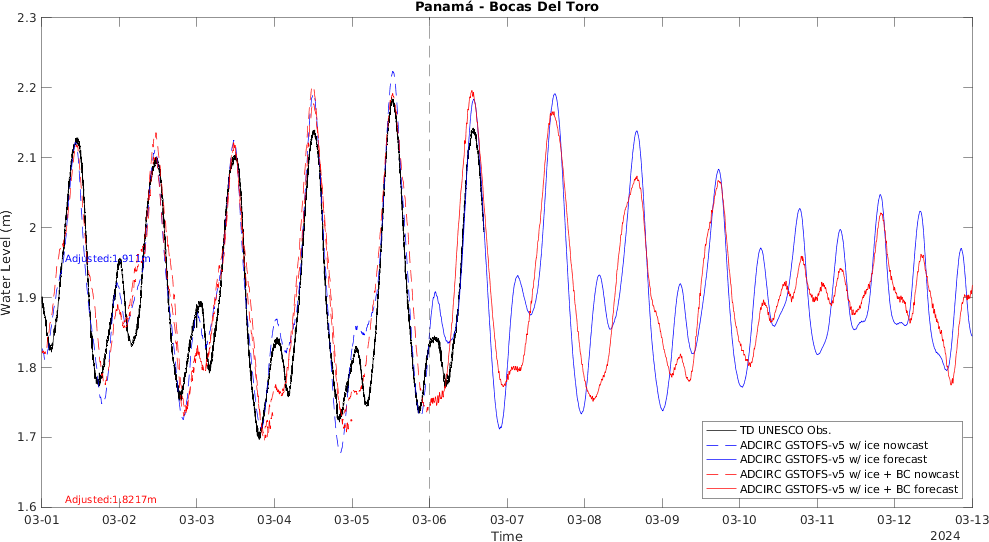 Panamá - Bocas Del Toro
2.3
2.2
2.1
2
1.9
1.8
1.7
1.6
Water Level (m)
Adjusted:1.911m
Adjusted:1.8217m
TD UNESCO Obs.
ADCIRC GSTOFS-v5 w/ ice nowcast
ADCIRC GSTOFS-v5 w/ ice forecast
ADCIRC GSTOFS-v5 w/ ice + BC nowcast
ADCIRC GSTOFS-v5 w/ ice + BC forecast
03-01 03-02 03-03 03-04 03-05 03-06 03-07 03-08 03-09 03-10 03-11 03-12 03-13
Time
2024